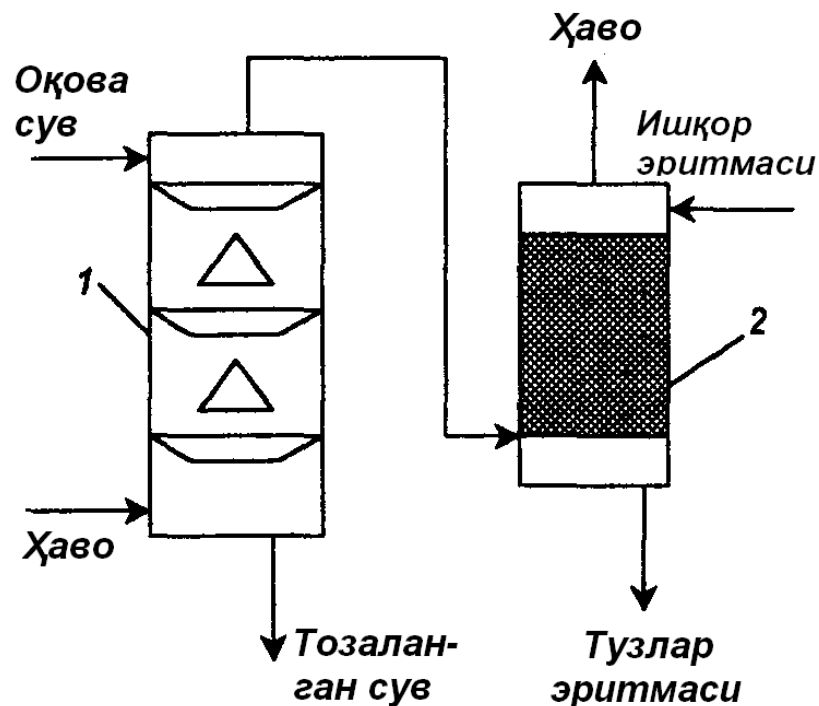 Ҳаво
Оқова
сув
Ишқор
эритмаси
1
2
Ҳаво
Тозалан-
ган сув
Тузлар
эритмаси